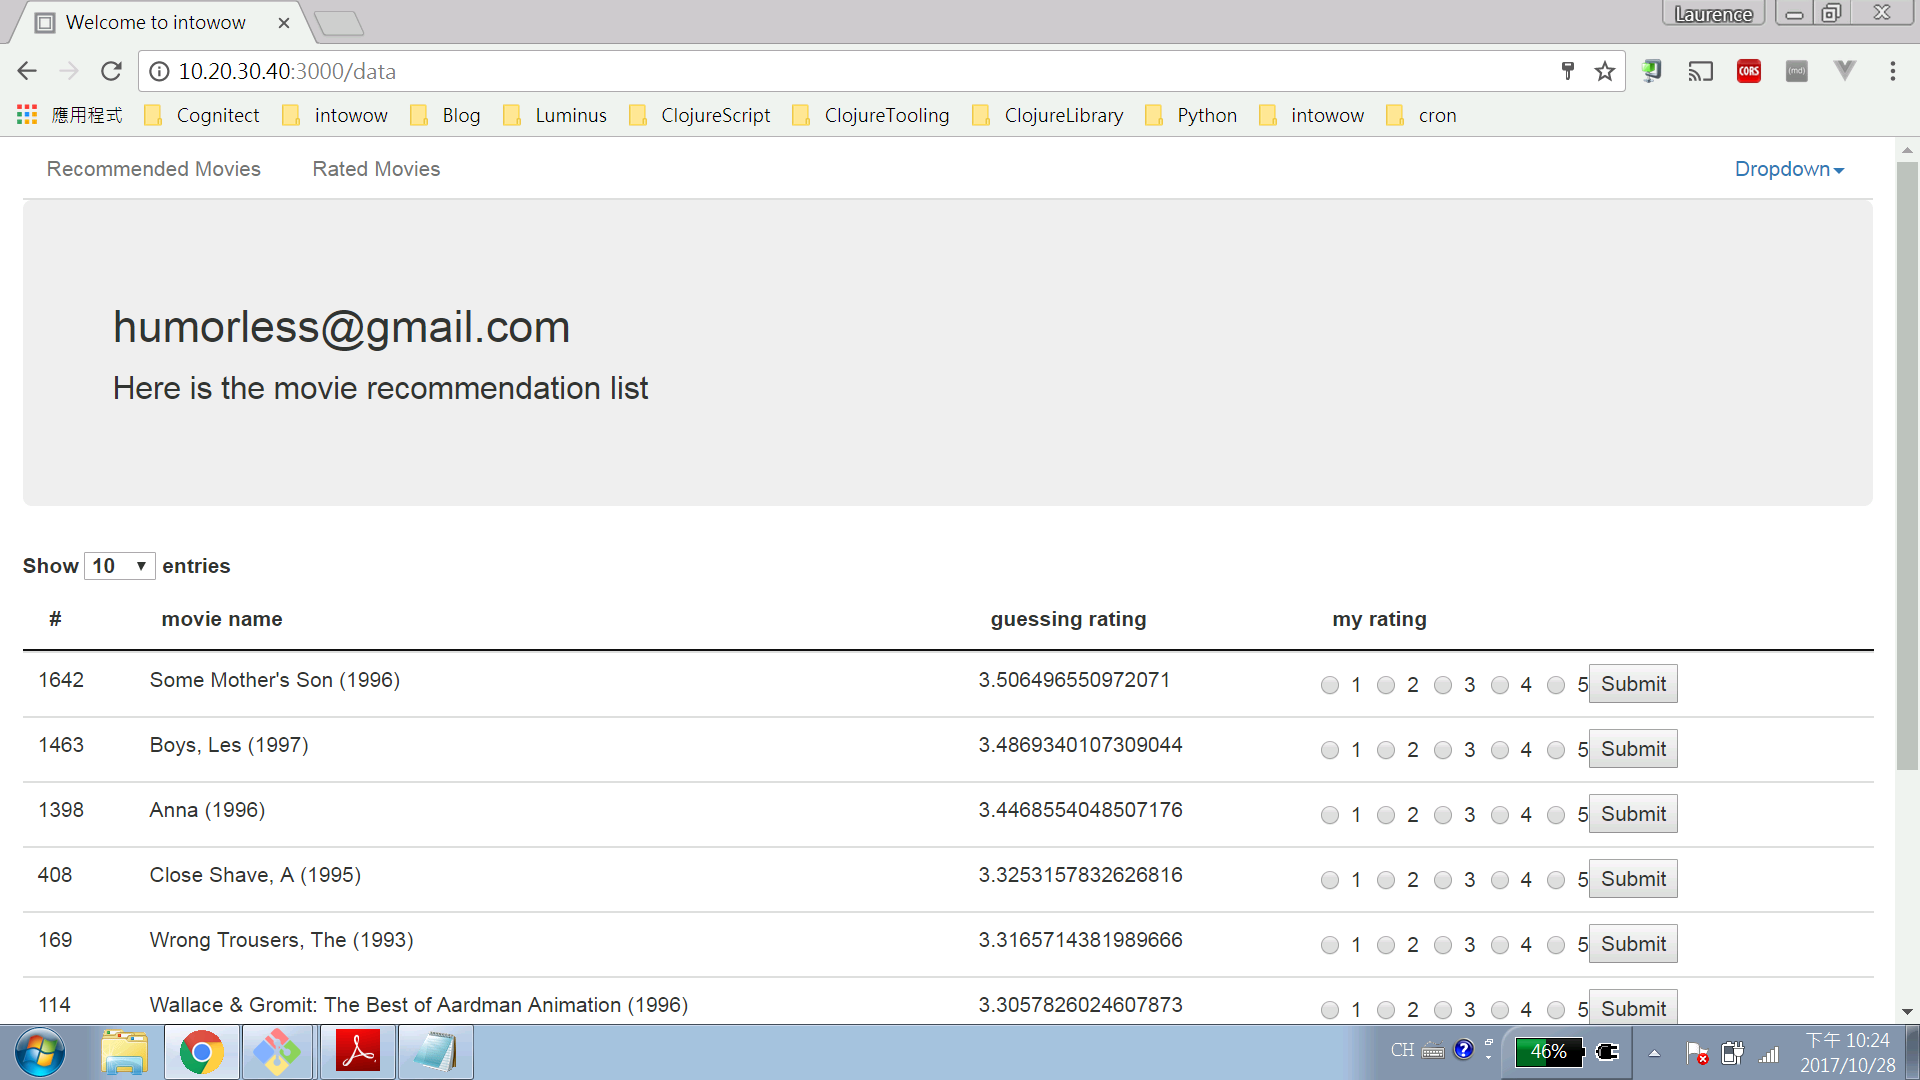 Welcome to intowow
Laurence
10.20.30.40:3000/data
CORS
(md)
應用程式 Cognitect intowow Blog Luminus ClojureScript ClojureTooling ClojureLibrary Python intowow cron
Recommended Movies Rated Movies Dropdown
humorless@gmail.com
Here is the movie recommendation list
Show 10 entries
# movie name guessing rating my rating
1642 Some Mother's Son (1996) 3.506496550972071 1 2 3 4 5 Submit
1463 Boys, Les (1997) 3.4869340107309044 1 2 3 4 5 Submit
1398 Anna (1996) 3.4468554048507176 1 2 3 4 5 Submit
408 Close Shave, A (1995) 3.3253157832626816 1 2 3 4 5 Submit
169 Wrong Trousers, The (1993) 3.3165714381989666 1 2 3 4 5 Submit
114 Wallace & Gromit: The Best of Aardman Animation (1996) 3.3057826024607873 1 2 3 4 5 Submit
CH 46% 下午 10:24
2017/10/28